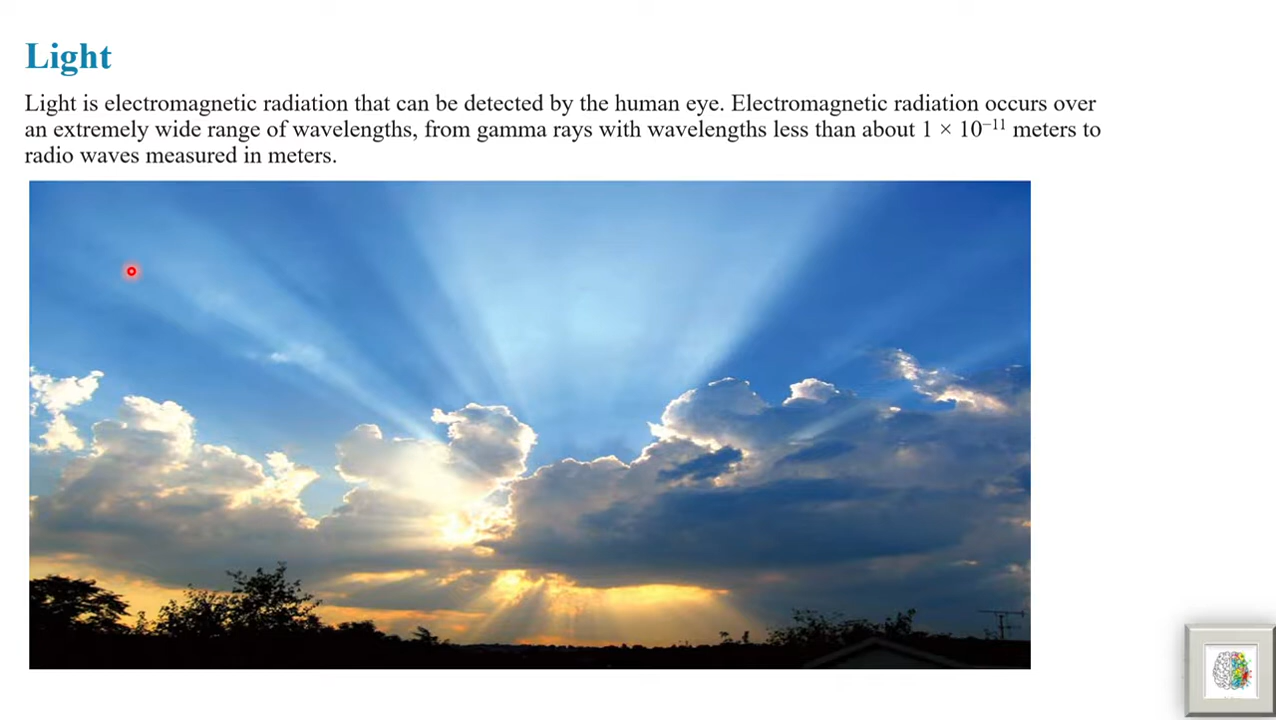 Light
Light is electromagnetic radiation that can be detected by the human eye. Electromagnetic radiation occurs over
an extremely wide range of wavelengths, from gamma rays with wavelengths less than about 1 × 10⁻¹¹ meters to
radio waves measured in meters.